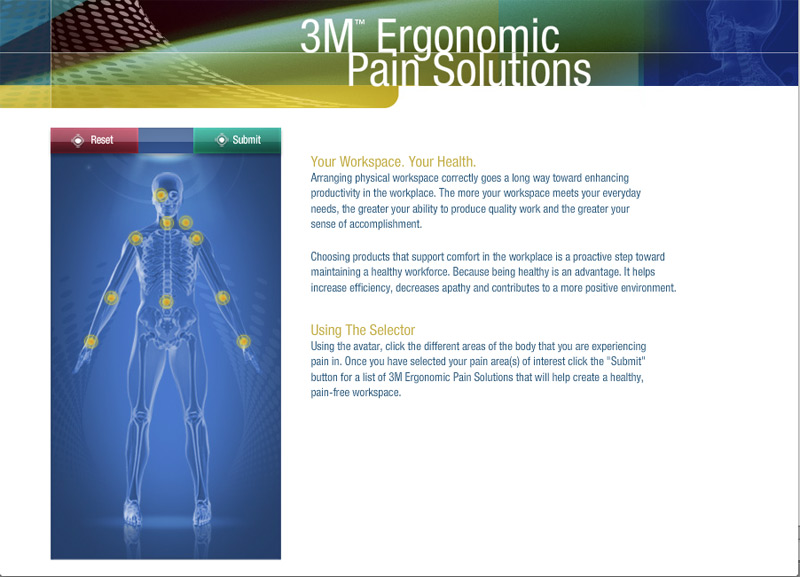 3M™ Ergonomic
Pain Solutions
Reset
Submit
Your Workspace. Your Health.
Arranging physical workspace correctly goes a long way toward enhancing
productivity in the workplace. The more your workspace meets your everyday
needs, the greater your ability to produce quality work and the greater your
sense of accomplishment.
Choosing products that support comfort in the workplace is a proactive step toward
maintaining a healthy workforce. Because being healthy is an advantage. It helps
increase efficiency, decreases apathy and contributes to a more positive environment.
Using The Selector
Using the avatar, click the different areas of the body that you are experiencing
pain in. Once you have selected your pain area(s) of interest click the "Submit"
button for a list of 3M Ergonomic Pain Solutions that will help create a healthy,
pain-free workspace.